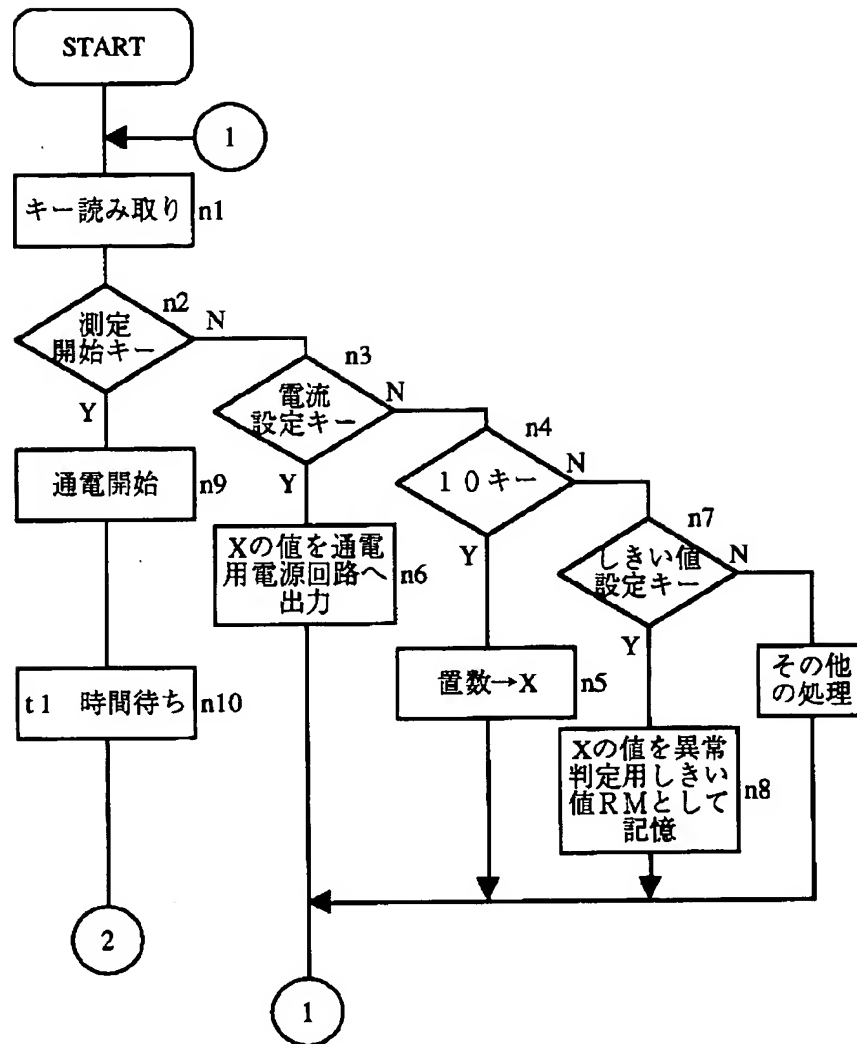 START
1
キー読み取り n1
n2
測定
開始キー
N
Y
n3
電流
設定キー
N
Y
n4
10キー
N
Y
n7
しきい値
設定キー
N
Y
通電開始 n9
Xの値を通電
用電源回路へ
出力
n6
置数→X n5
その他
の処理
t1 時間待ち n10
Xの値を異常
判定用しきい
値RMとして
記憶
n8
2
1